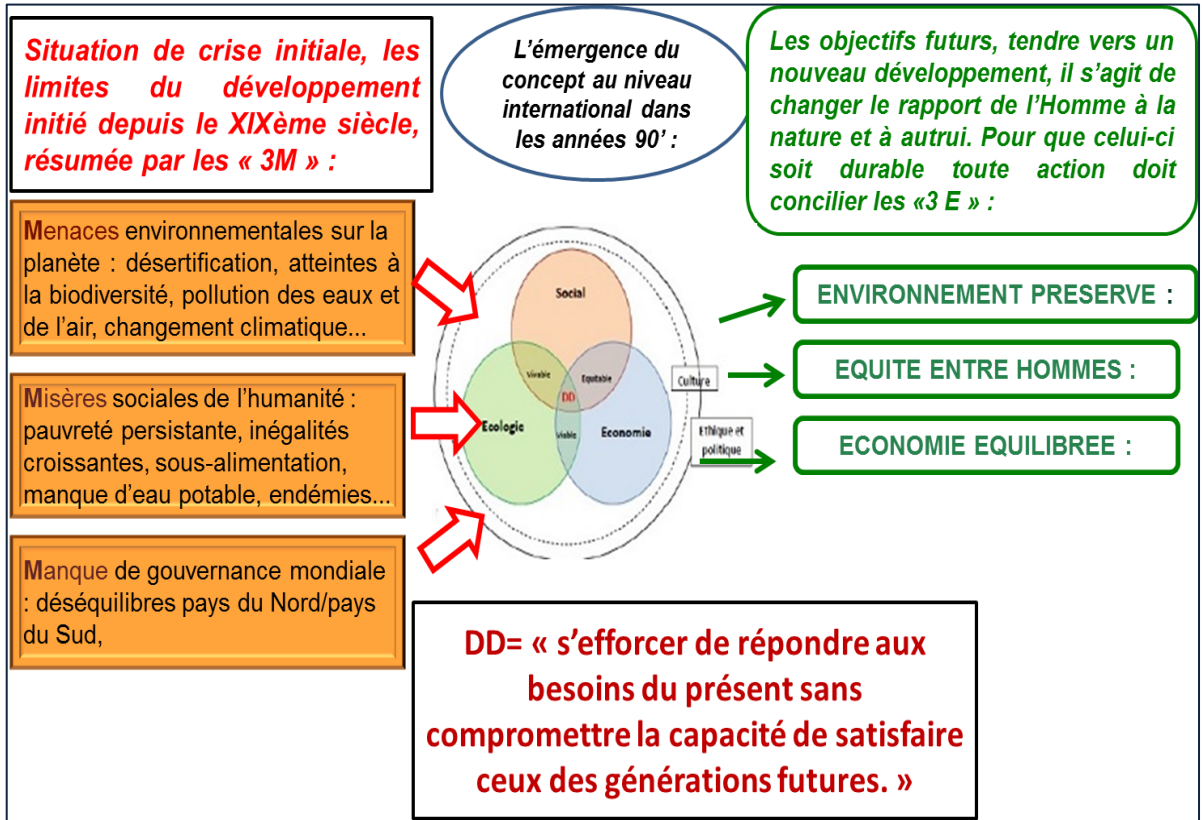 Situation de crise initiale, les
limites du développement
initié depuis le XIXème siècle,
résumée par les « 3M » :
L'émergence du
concept au niveau
international dans
les années 90' :
Les objectifs futurs, tendre vers un
nouveau développement, il s'agit de
changer le rapport de l'Homme à la
nature et à autrui. Pour que celui-ci
soit durable toute action doit
concilier les «3 E » :
Menaces environnementales sur la
planète : désertification, atteintes à
la biodiversité, pollution des eaux et
de l'air, changement climatique...
Misères sociales de l'humanité :
pauvreté persistante, inégalités
croissantes, sous-alimentation,
manque d'eau potable, endémies...
Manque de gouvernance mondiale
: déséquilibres pays du Nord/pays
du Sud,
Social
Vivable
Equitable
DD
Ecologie
Viable
Economie
Culture
Ethique et
politique
ENVIRONNEMENT PRESERVE :
EQUITE ENTRE HOMMES :
ECONOMIE EQUILIBREE :
DD= « s'efforcer de répondre aux
besoins du présent sans
compromettre la capacité de satisfaire
ceux des générations futures. »